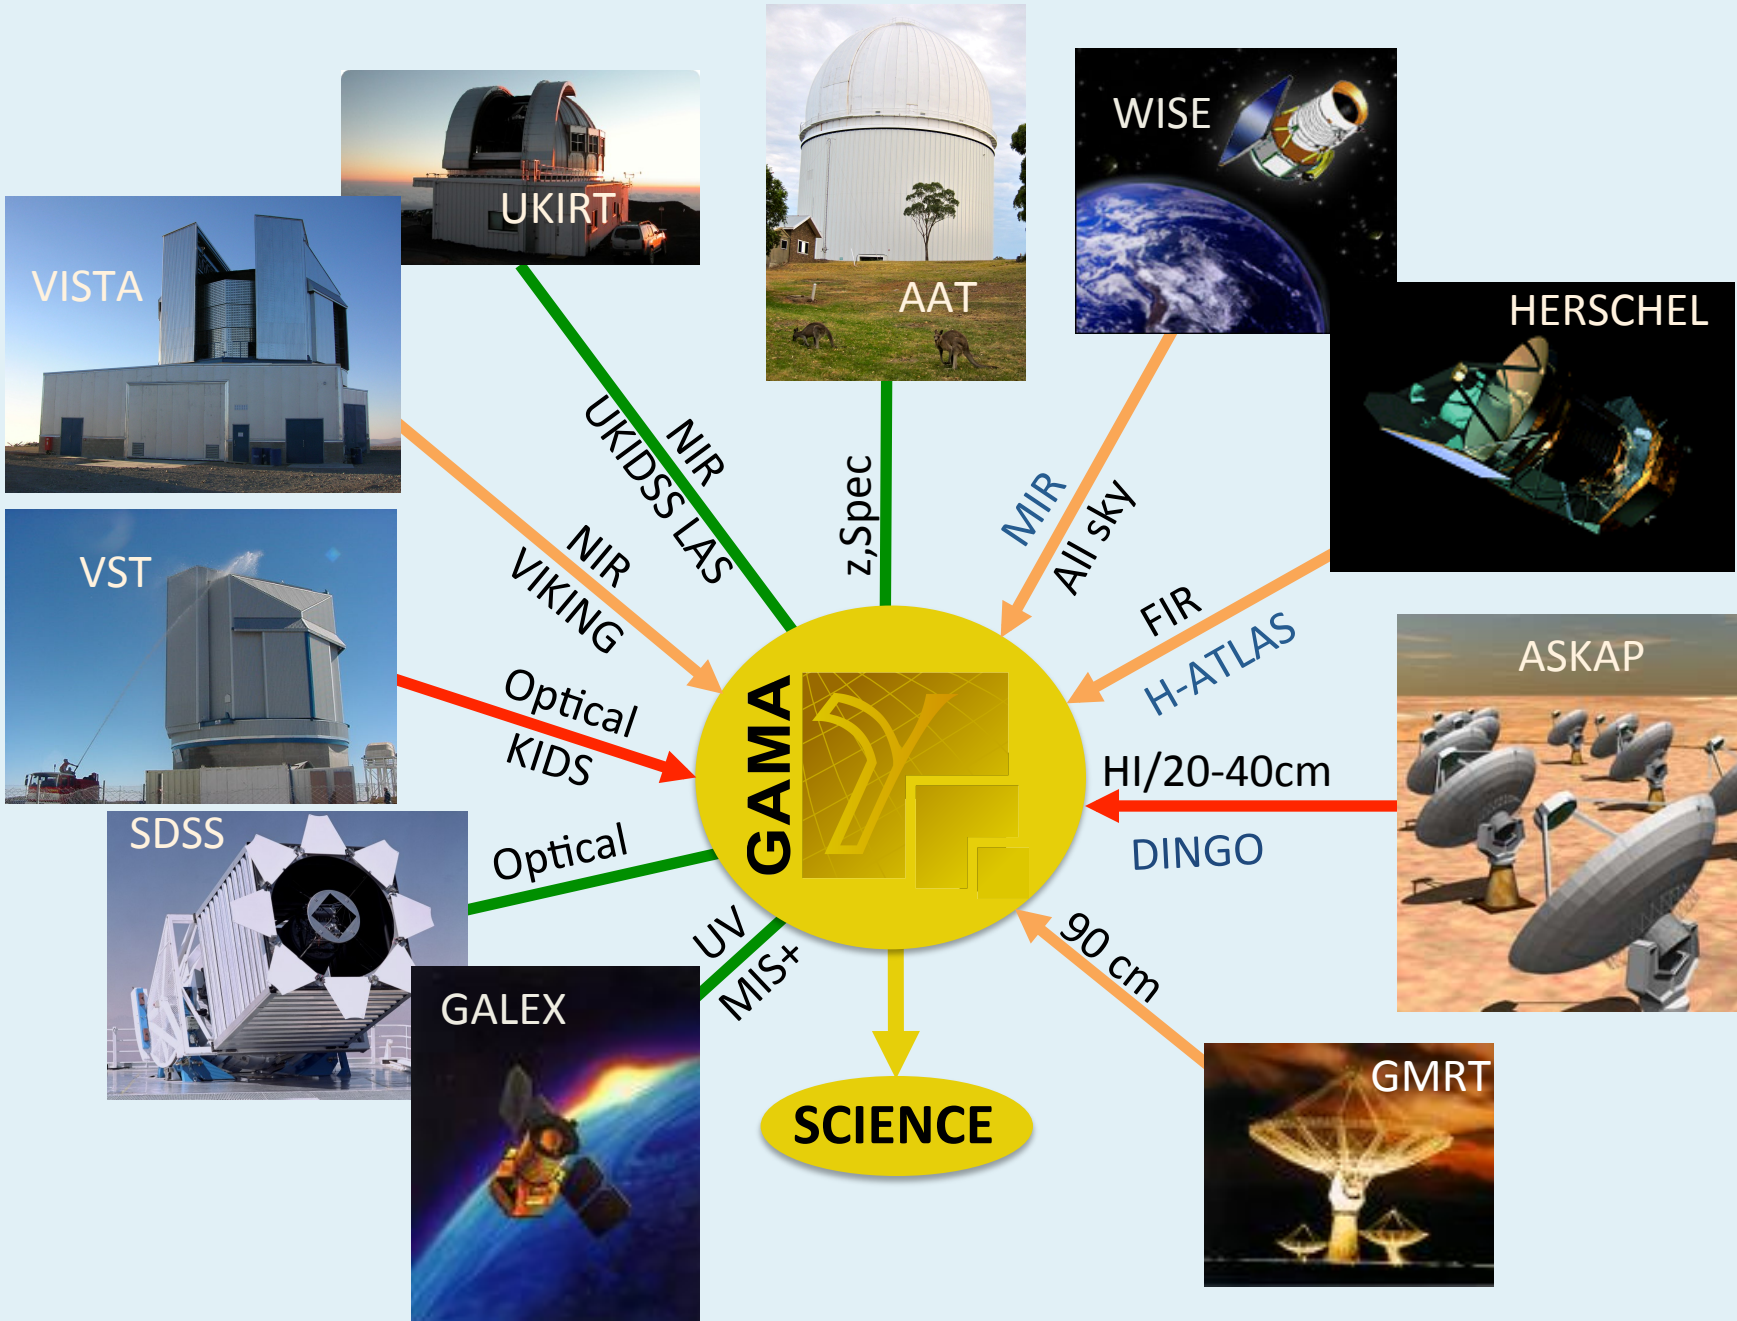 UKIRT
AAT
WISE
VISTA
HERSCHEL
NIR
UKIDSS LAS
z,Spec
MIR
All sky
VST
NIR
VIKING
FIR
H-ATLAS
ASKAP
Optical
KIDS
GAMA
HI/20-40cm
DINGO
SDSS
Optical
UV
MIS+
90 cm
GALEX
GMRT
SCIENCE